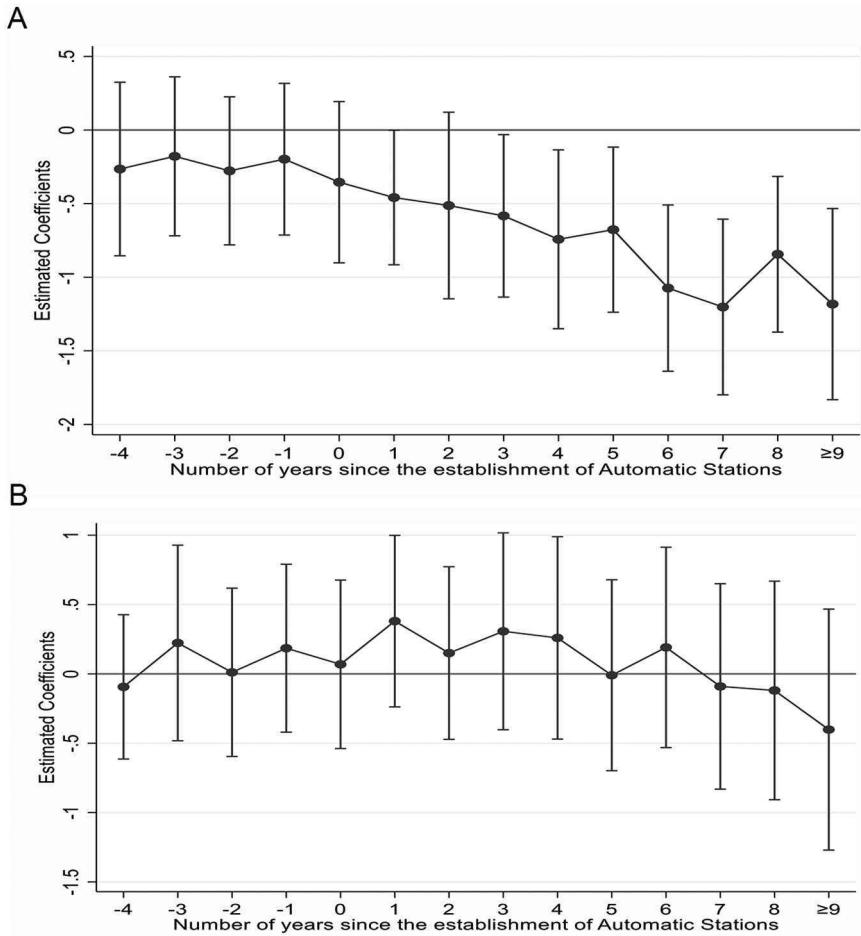 A
.5
0
-.5
-1
-1.5
-2
Estimated Coefficients
-4 -3 -2 -1 0 1 2 3 4 5 6 7 8 ≥9
Number of years since the establishment of Automatic Stations
B
1
.5
0
-.5
-1
-1.5
Estimated Coefficients
-4 -3 -2 -1 0 1 2 3 4 5 6 7 8 ≥9
Number of years since the establishment of Automatic Stations